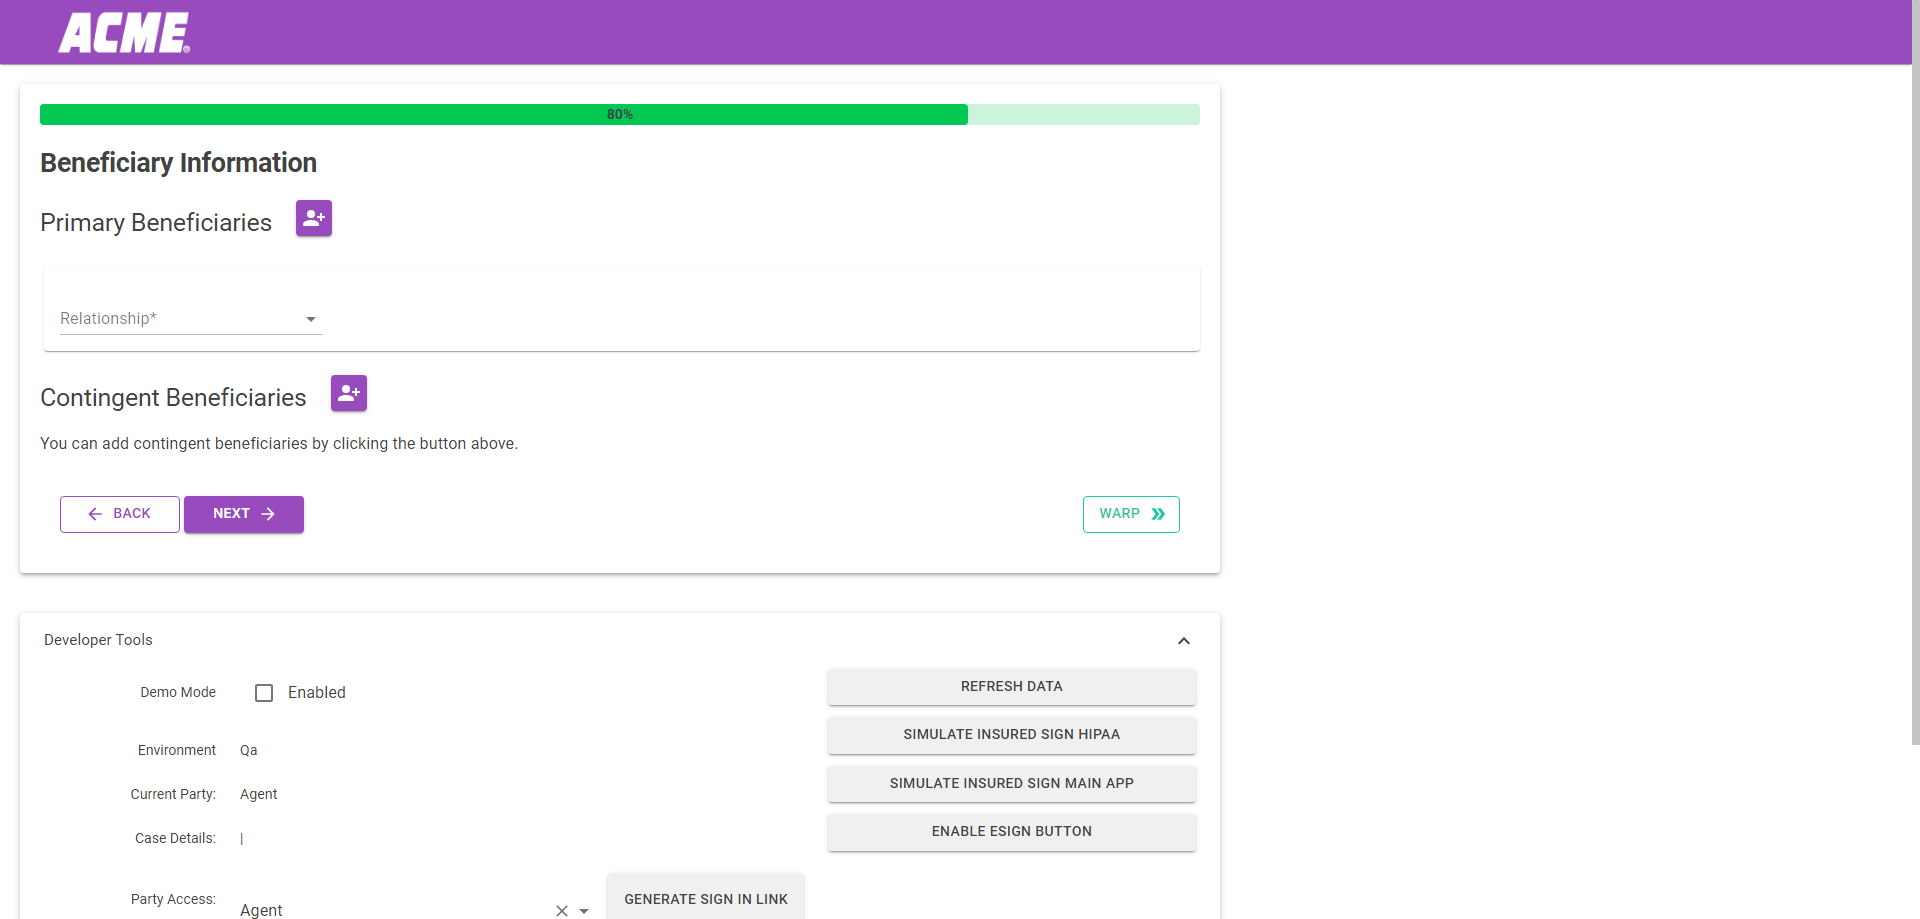 ACME®
80%
Beneficiary Information
Primary Beneficiaries
Relationship*
Contingent Beneficiaries
You can add contingent beneficiaries by clicking the button above.
BACK
NEXT
WARP
Developer Tools
Demo Mode
Enabled
REFRESH DATA
SIMULATE INSURED SIGN HIPAA
Environment
Qa
SIMULATE INSURED SIGN MAIN APP
Current Party:
Agent
ENABLE ESIGN BUTTON
Case Details:
|
Party Access:
Agent
GENERATE SIGN IN LINK